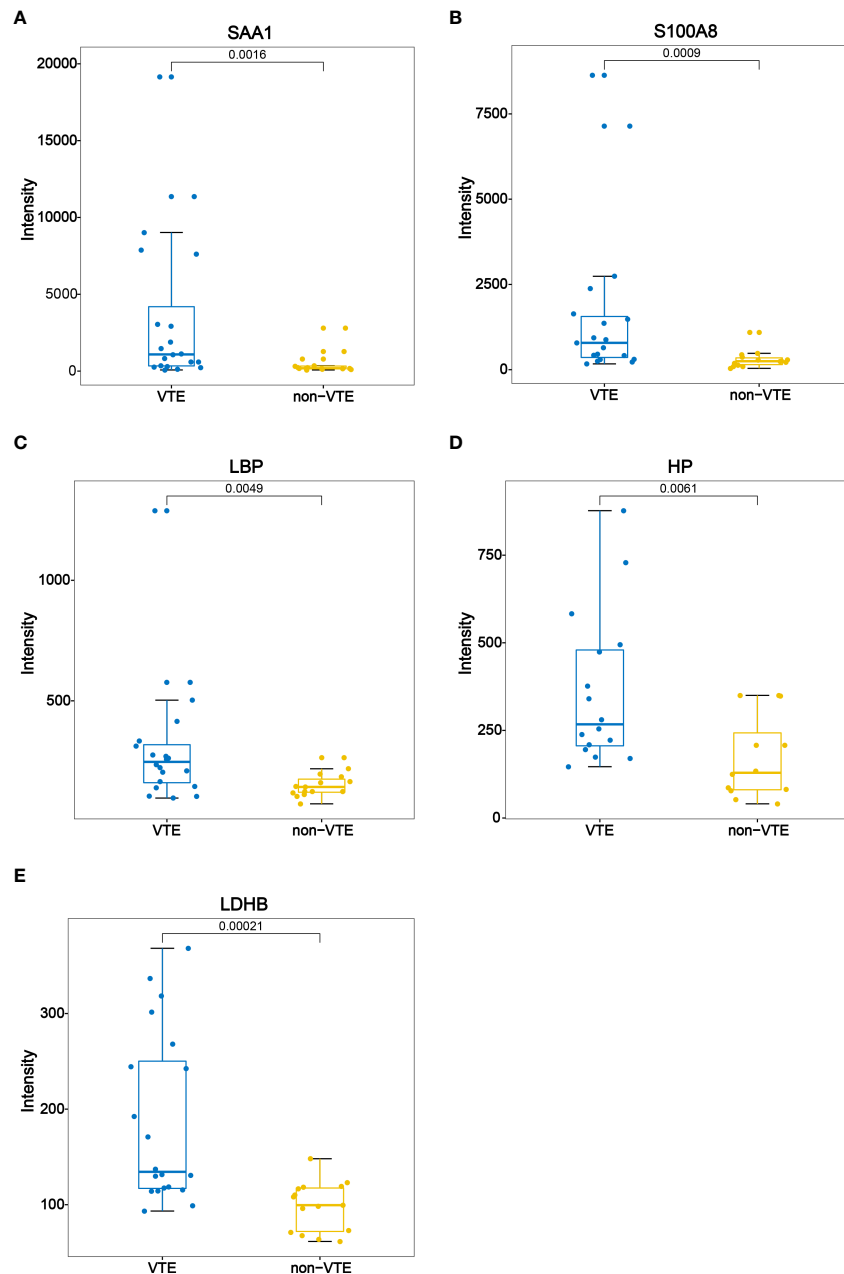 A
SAA1
0.0016
20000
15000
10000
5000
0
Intensity
VTE non-VTE
B
S100A8
0.0009
7500
5000
2500
0
Intensity
VTE non-VTE
C
LBP
0.0049
1000
500
Intensity
VTE non-VTE
D
HP
0.0061
750
500
250
0
Intensity
VTE non-VTE
E
LDHB
0.00021
300
200
100
Intensity
VTE non-VTE